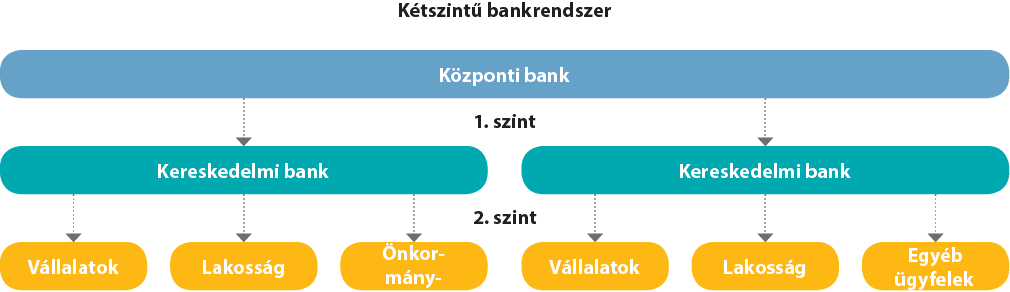 Kétszintű bankrendszer
Központi bank
1. szint
Kereskedelmi bank
Kereskedelmi bank
2. szint
Vállalatok
Lakosság
Önkor-
mány-
Vállalatok
Lakosság
Egyéb
ügyfelek